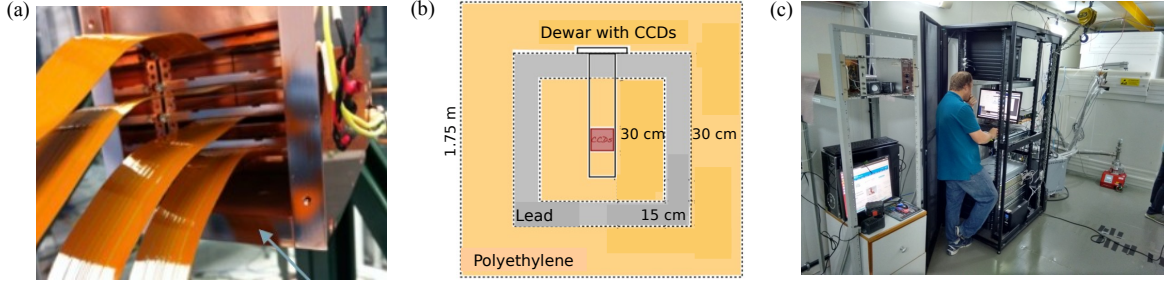 (a)
(b)
(c)
Dewar with CCDs
1.75 m
CCDs
30 cm
30 cm
Lead
15 cm
Polyethylene